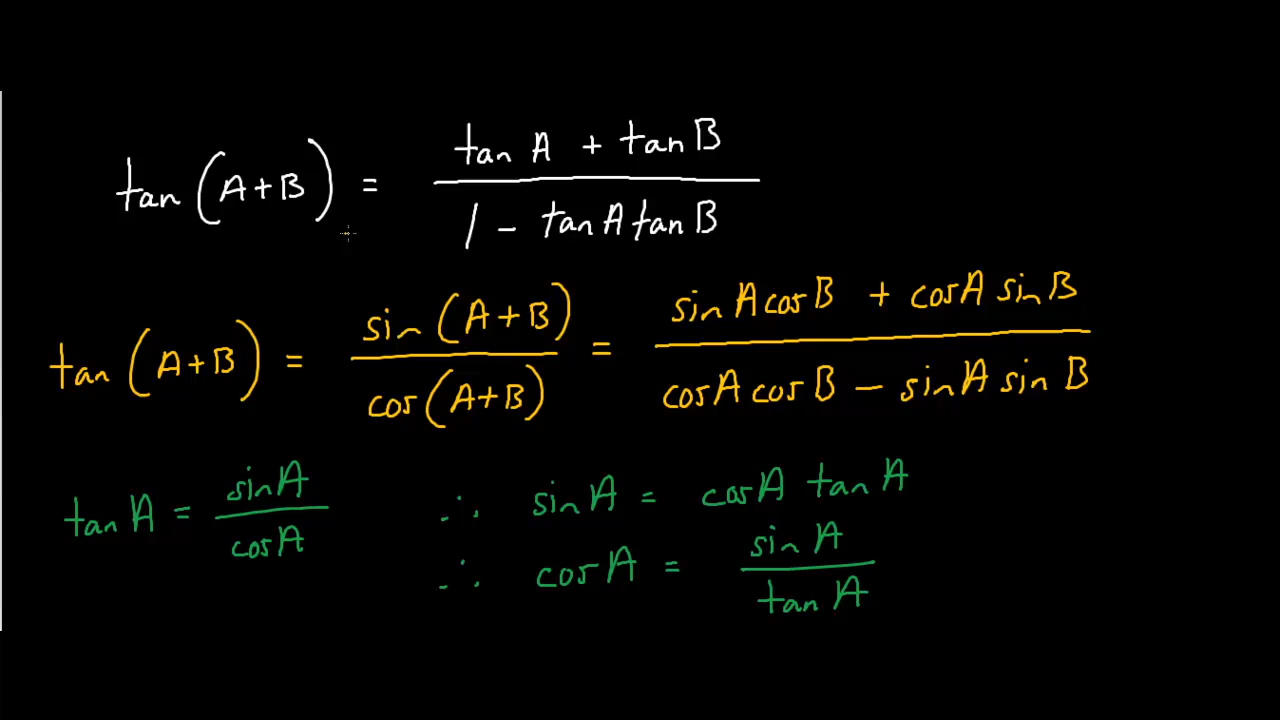 tan (A+B) = (tan A + tan B) / (1 - tan A tan B)
tan (A+B) = sin (A+B) / cos (A+B) = (sin A cos B + cos A sin B) / (cos A cos B - sin A sin B)
tan A = sin A / cos A ∴ sin A = cos A tan A
∴ cos A = sin A / tan A